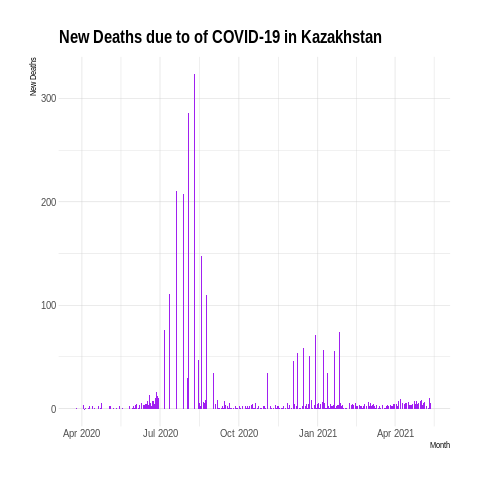 New Deaths due to of COVID-19 in Kazakhstan
New Deaths
300
200
100
0
Apr 2020 Jul 2020 Oct 2020 Jan 2021 Apr 2021
Month